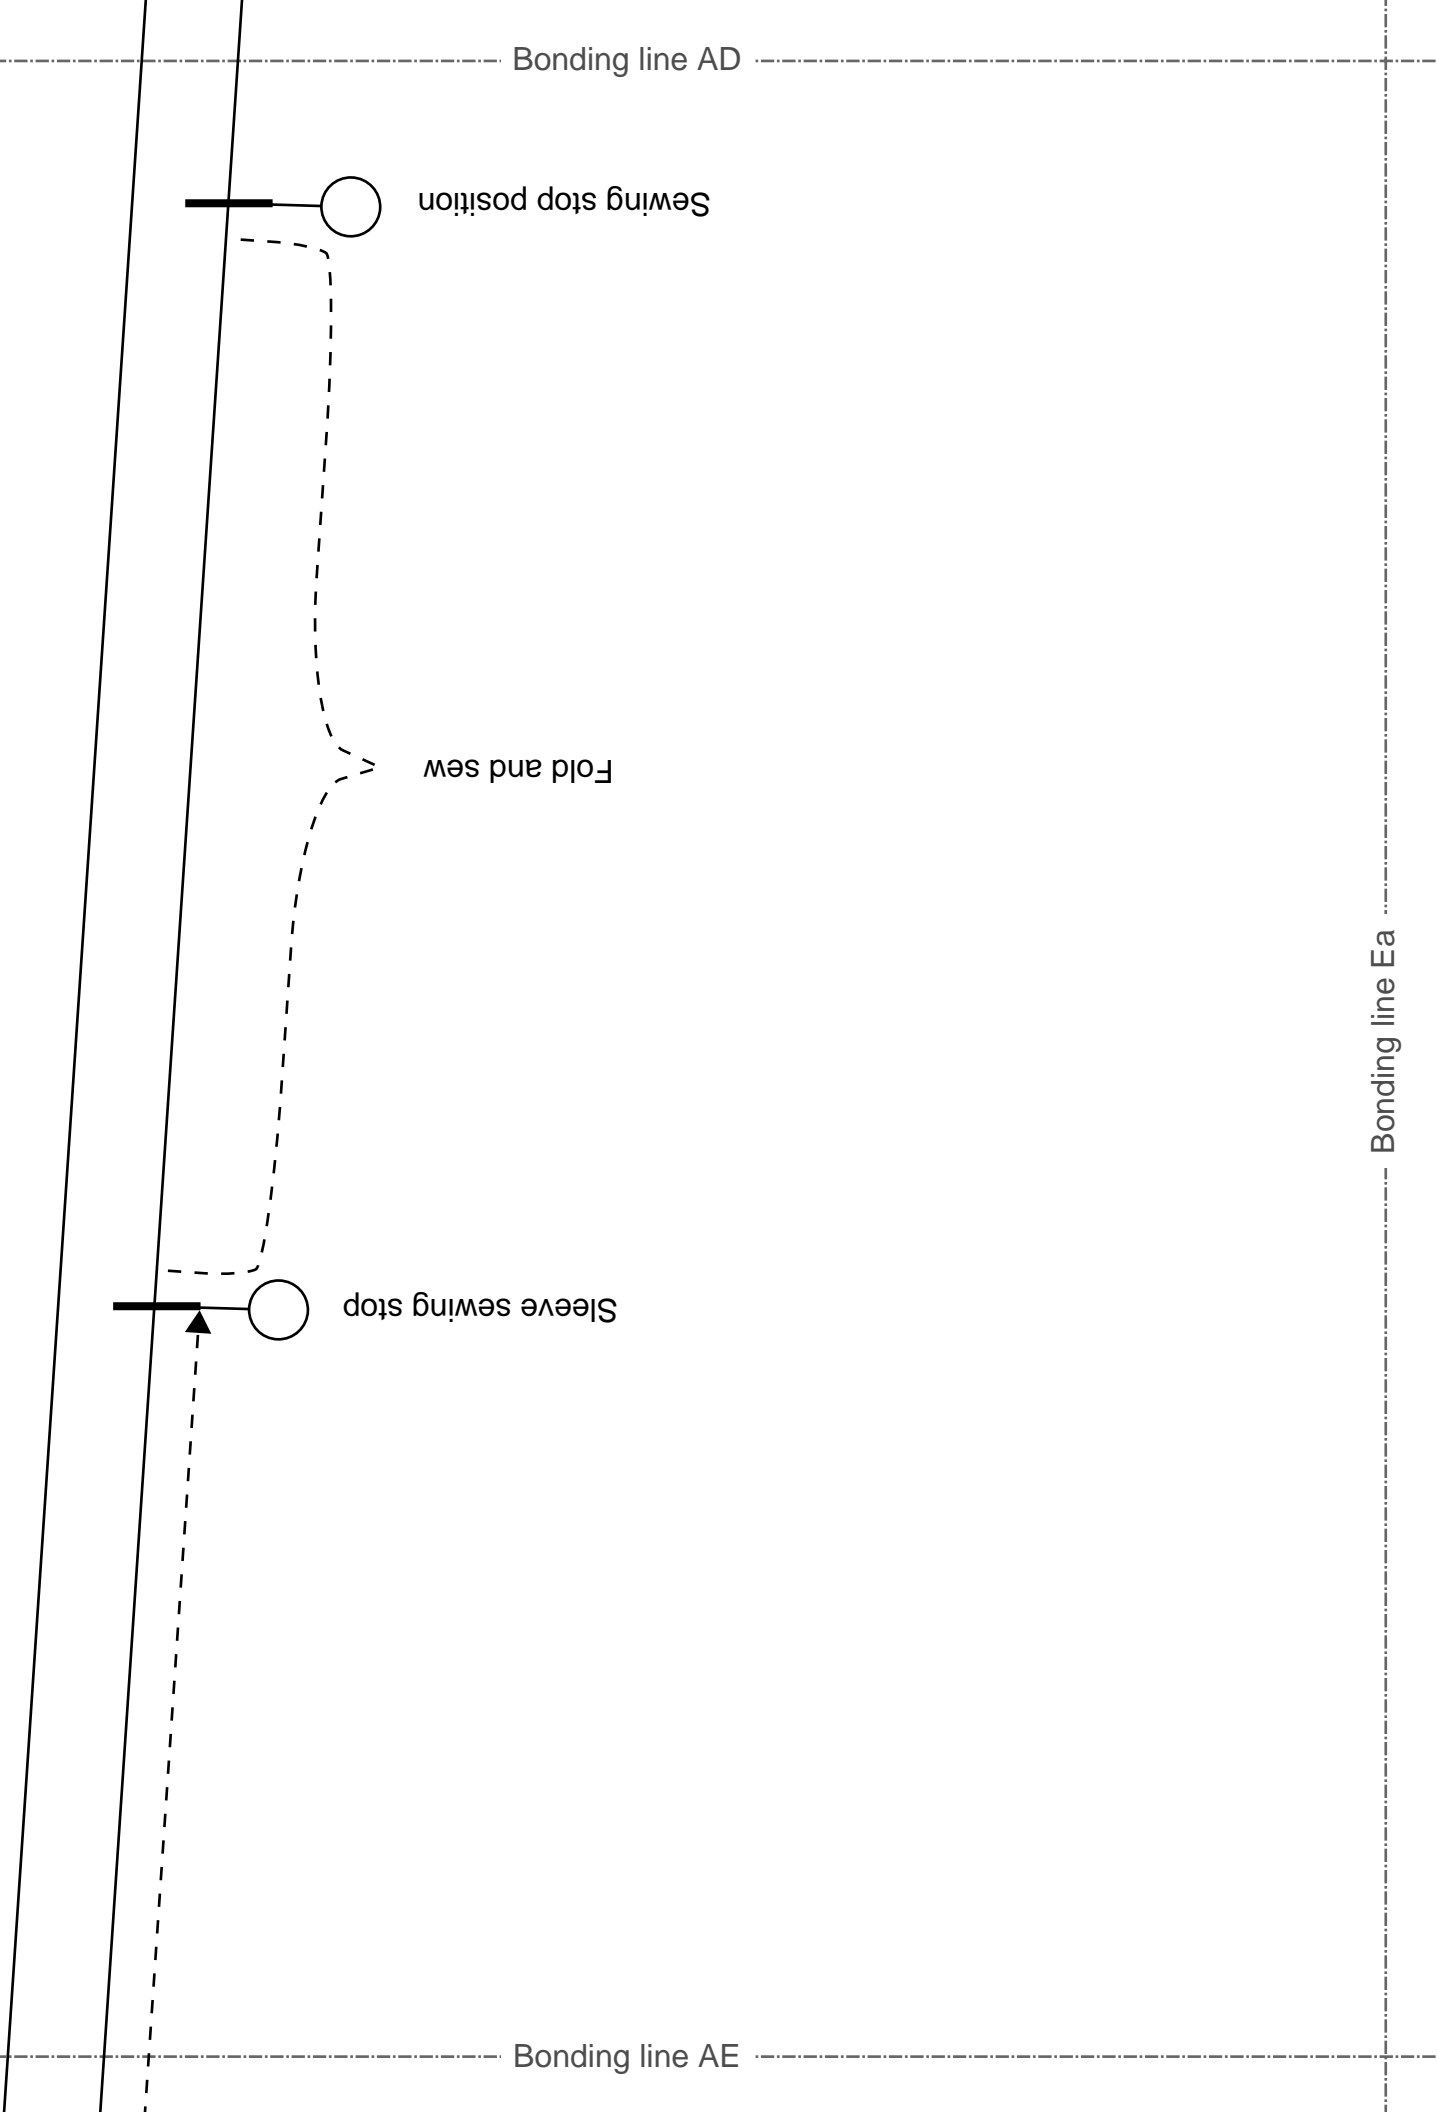 Bonding line AD
Sewing stop position
Fold and sew
Bonding line Ea
Sleeve sewing stop
Bonding line AE